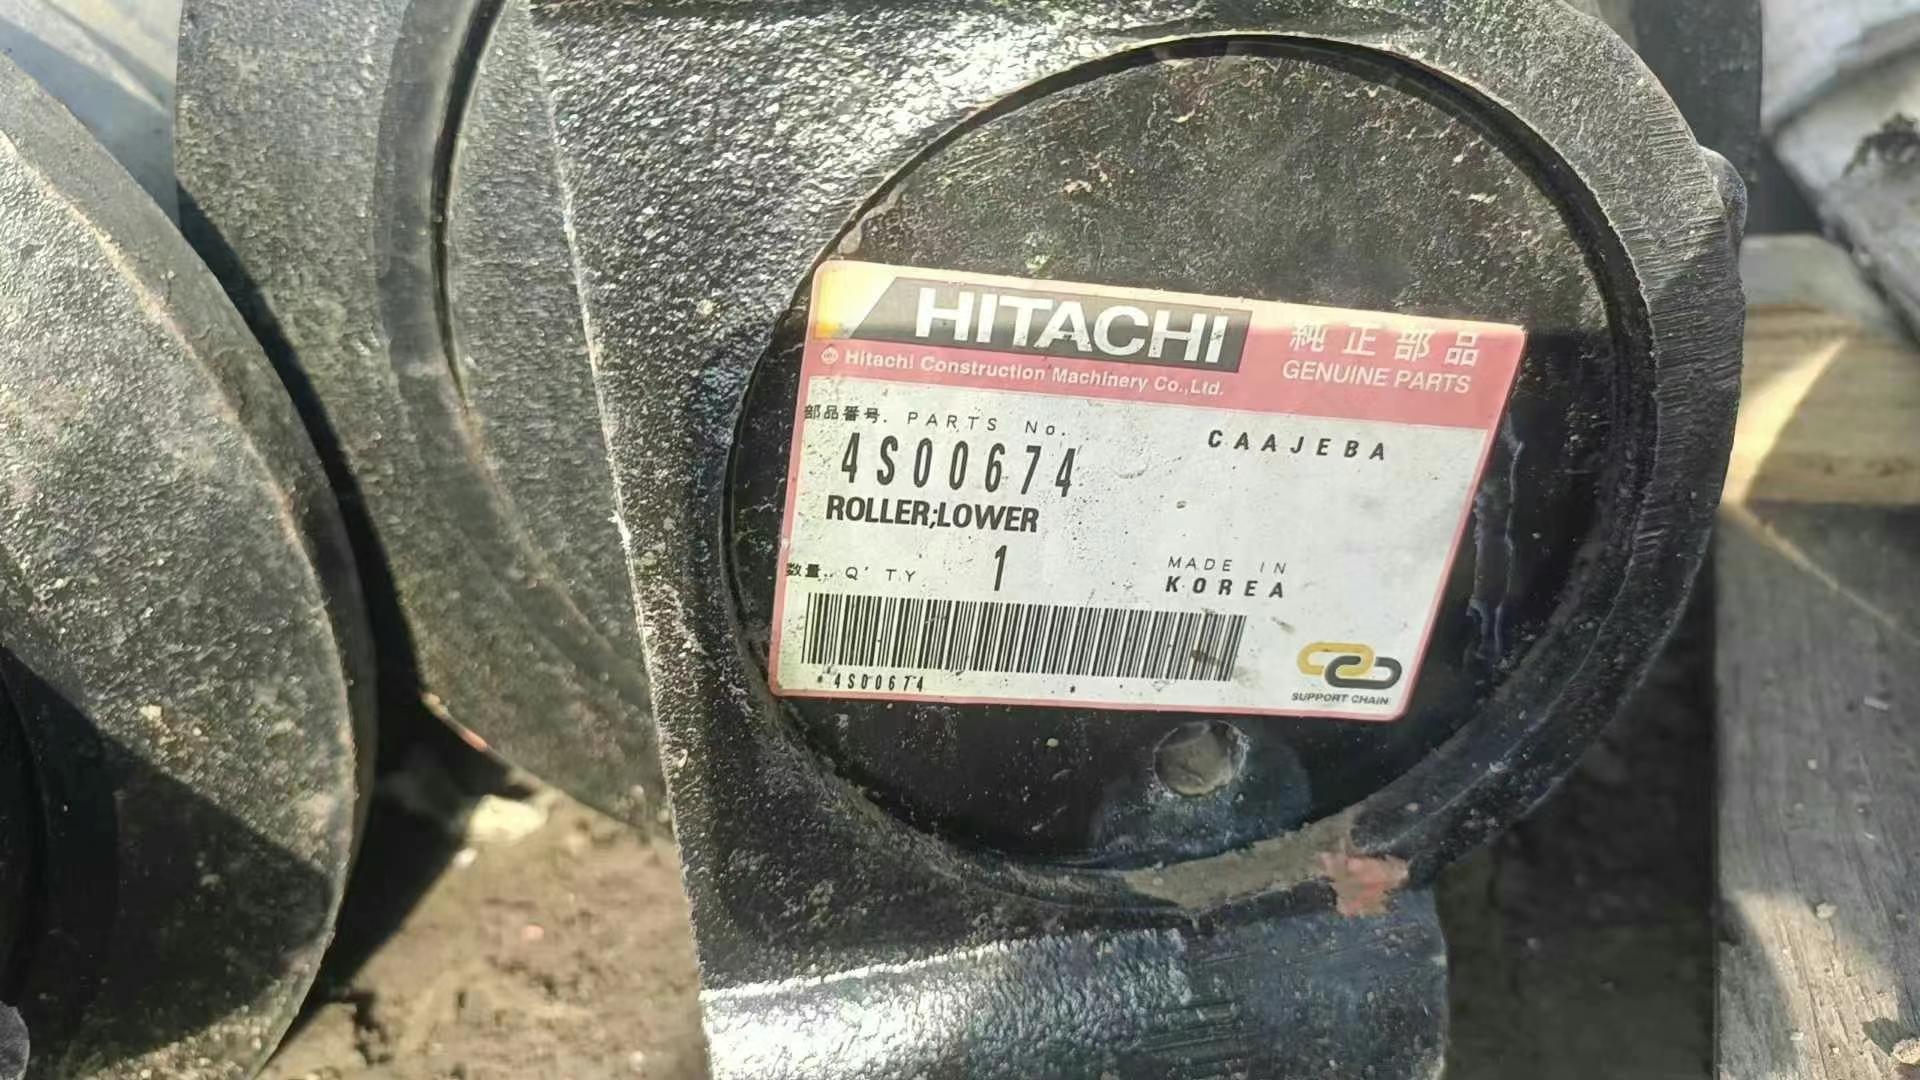 HITACHI
純正部品
Hitachi Construction Machinery Co.,Ltd.
GENUINE PARTS
部品番号. PARTS No.
CAAJEBA
4S00674
ROLLER;LOWER
数量. Q'TY 1
MADE IN
KOREA
*4S00674 *
SUPPORT CHAIN